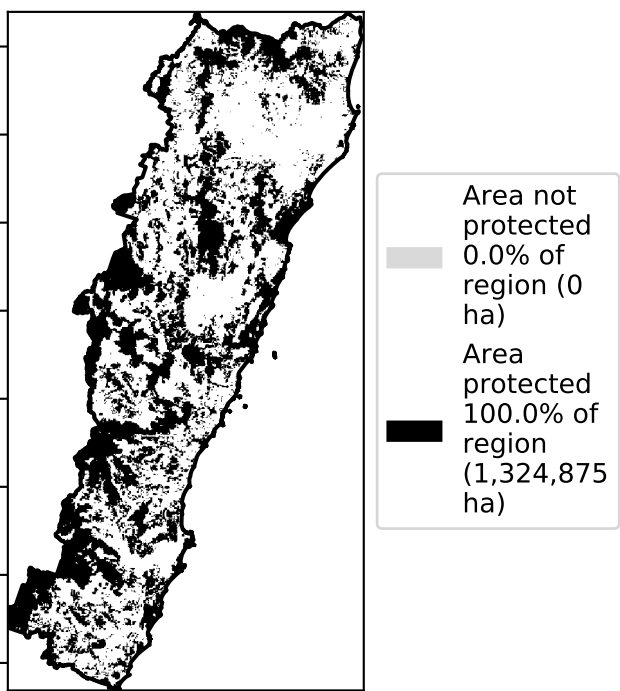 Area not
protected
0.0% of
region (0
ha)
Area
protected
100.0% of
region
(1,324,875
ha)